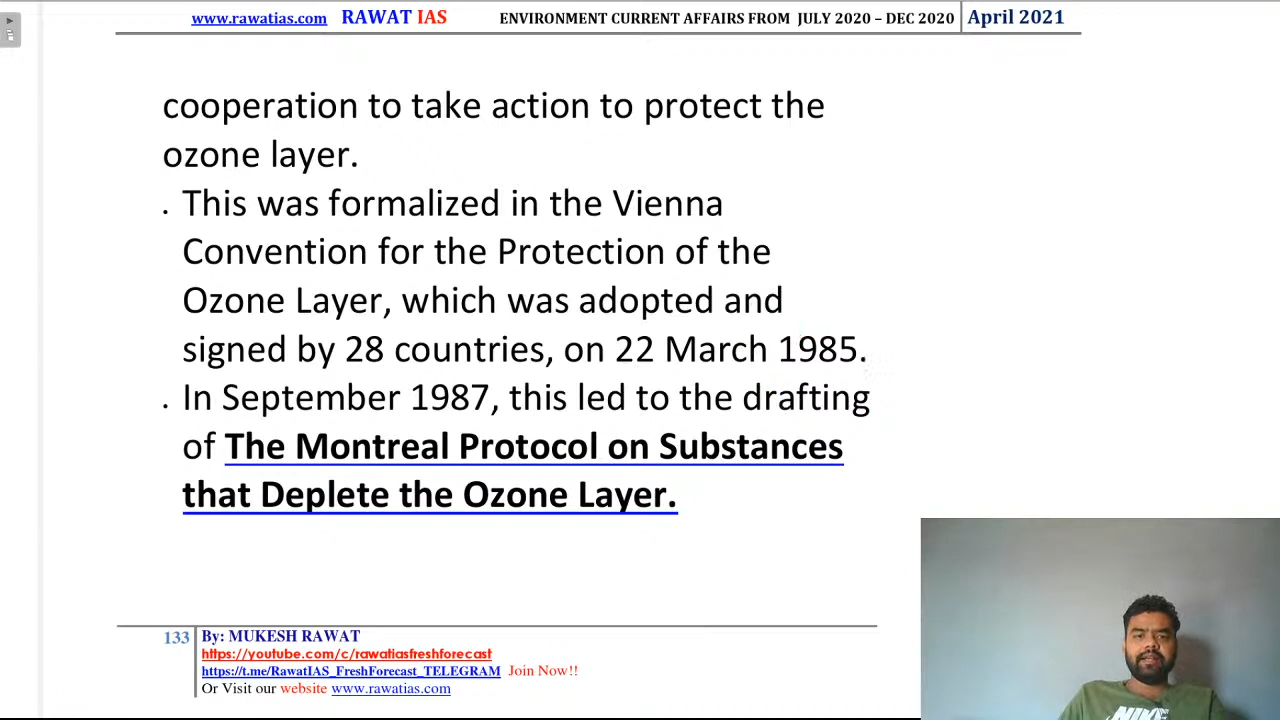 www.rawatias.com RAWAT IAS ENVIRONMENT CURRENT AFFAIRS FROM JULY 2020 – DEC 2020 April 2021
cooperation to take action to protect the
ozone layer.
. This was formalized in the Vienna
Convention for the Protection of the
Ozone Layer, which was adopted and
signed by 28 countries, on 22 March 1985.
. In September 1987, this led to the drafting
of The Montreal Protocol on Substances
that Deplete the Ozone Layer.
133 By: MUKESH RAWAT
https://youtube.com/c/rawatiasfreshforecast
https://t.me/RawatIAS_FreshForecast_TELEGRAM Join Now!!
Or Visit our website www.rawatias.com
NIKE